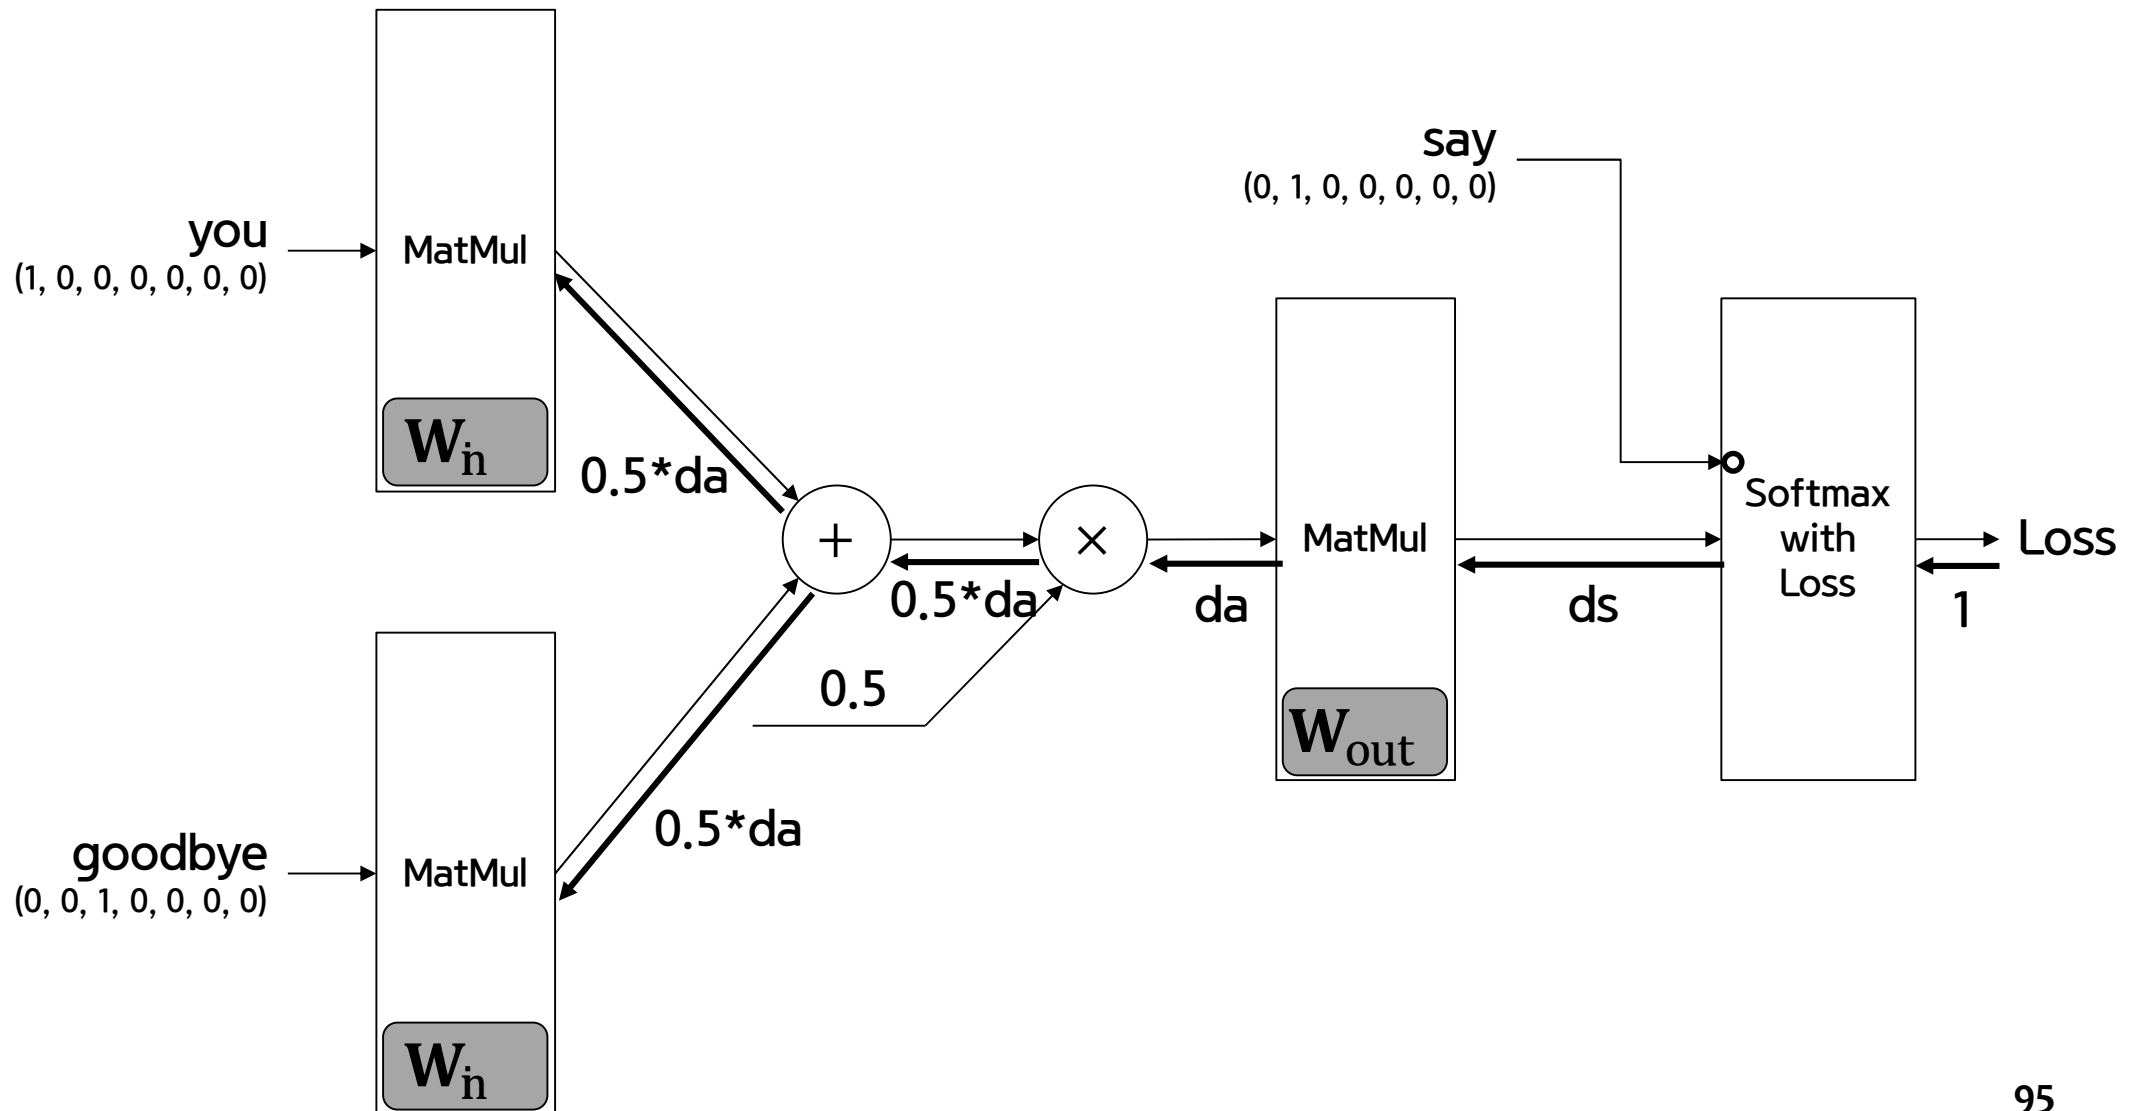 you
(1, 0, 0, 0, 0, 0, 0)
MatMul
W_in
0.5*da
goodbye
(0, 0, 1, 0, 0, 0, 0)
MatMul
W_in
0.5*da
+
0.5*da
0.5
×
da
say
(0, 1, 0, 0, 0, 0, 0)
MatMul
W_out
ds
Softmax
with
Loss
Loss
1
95